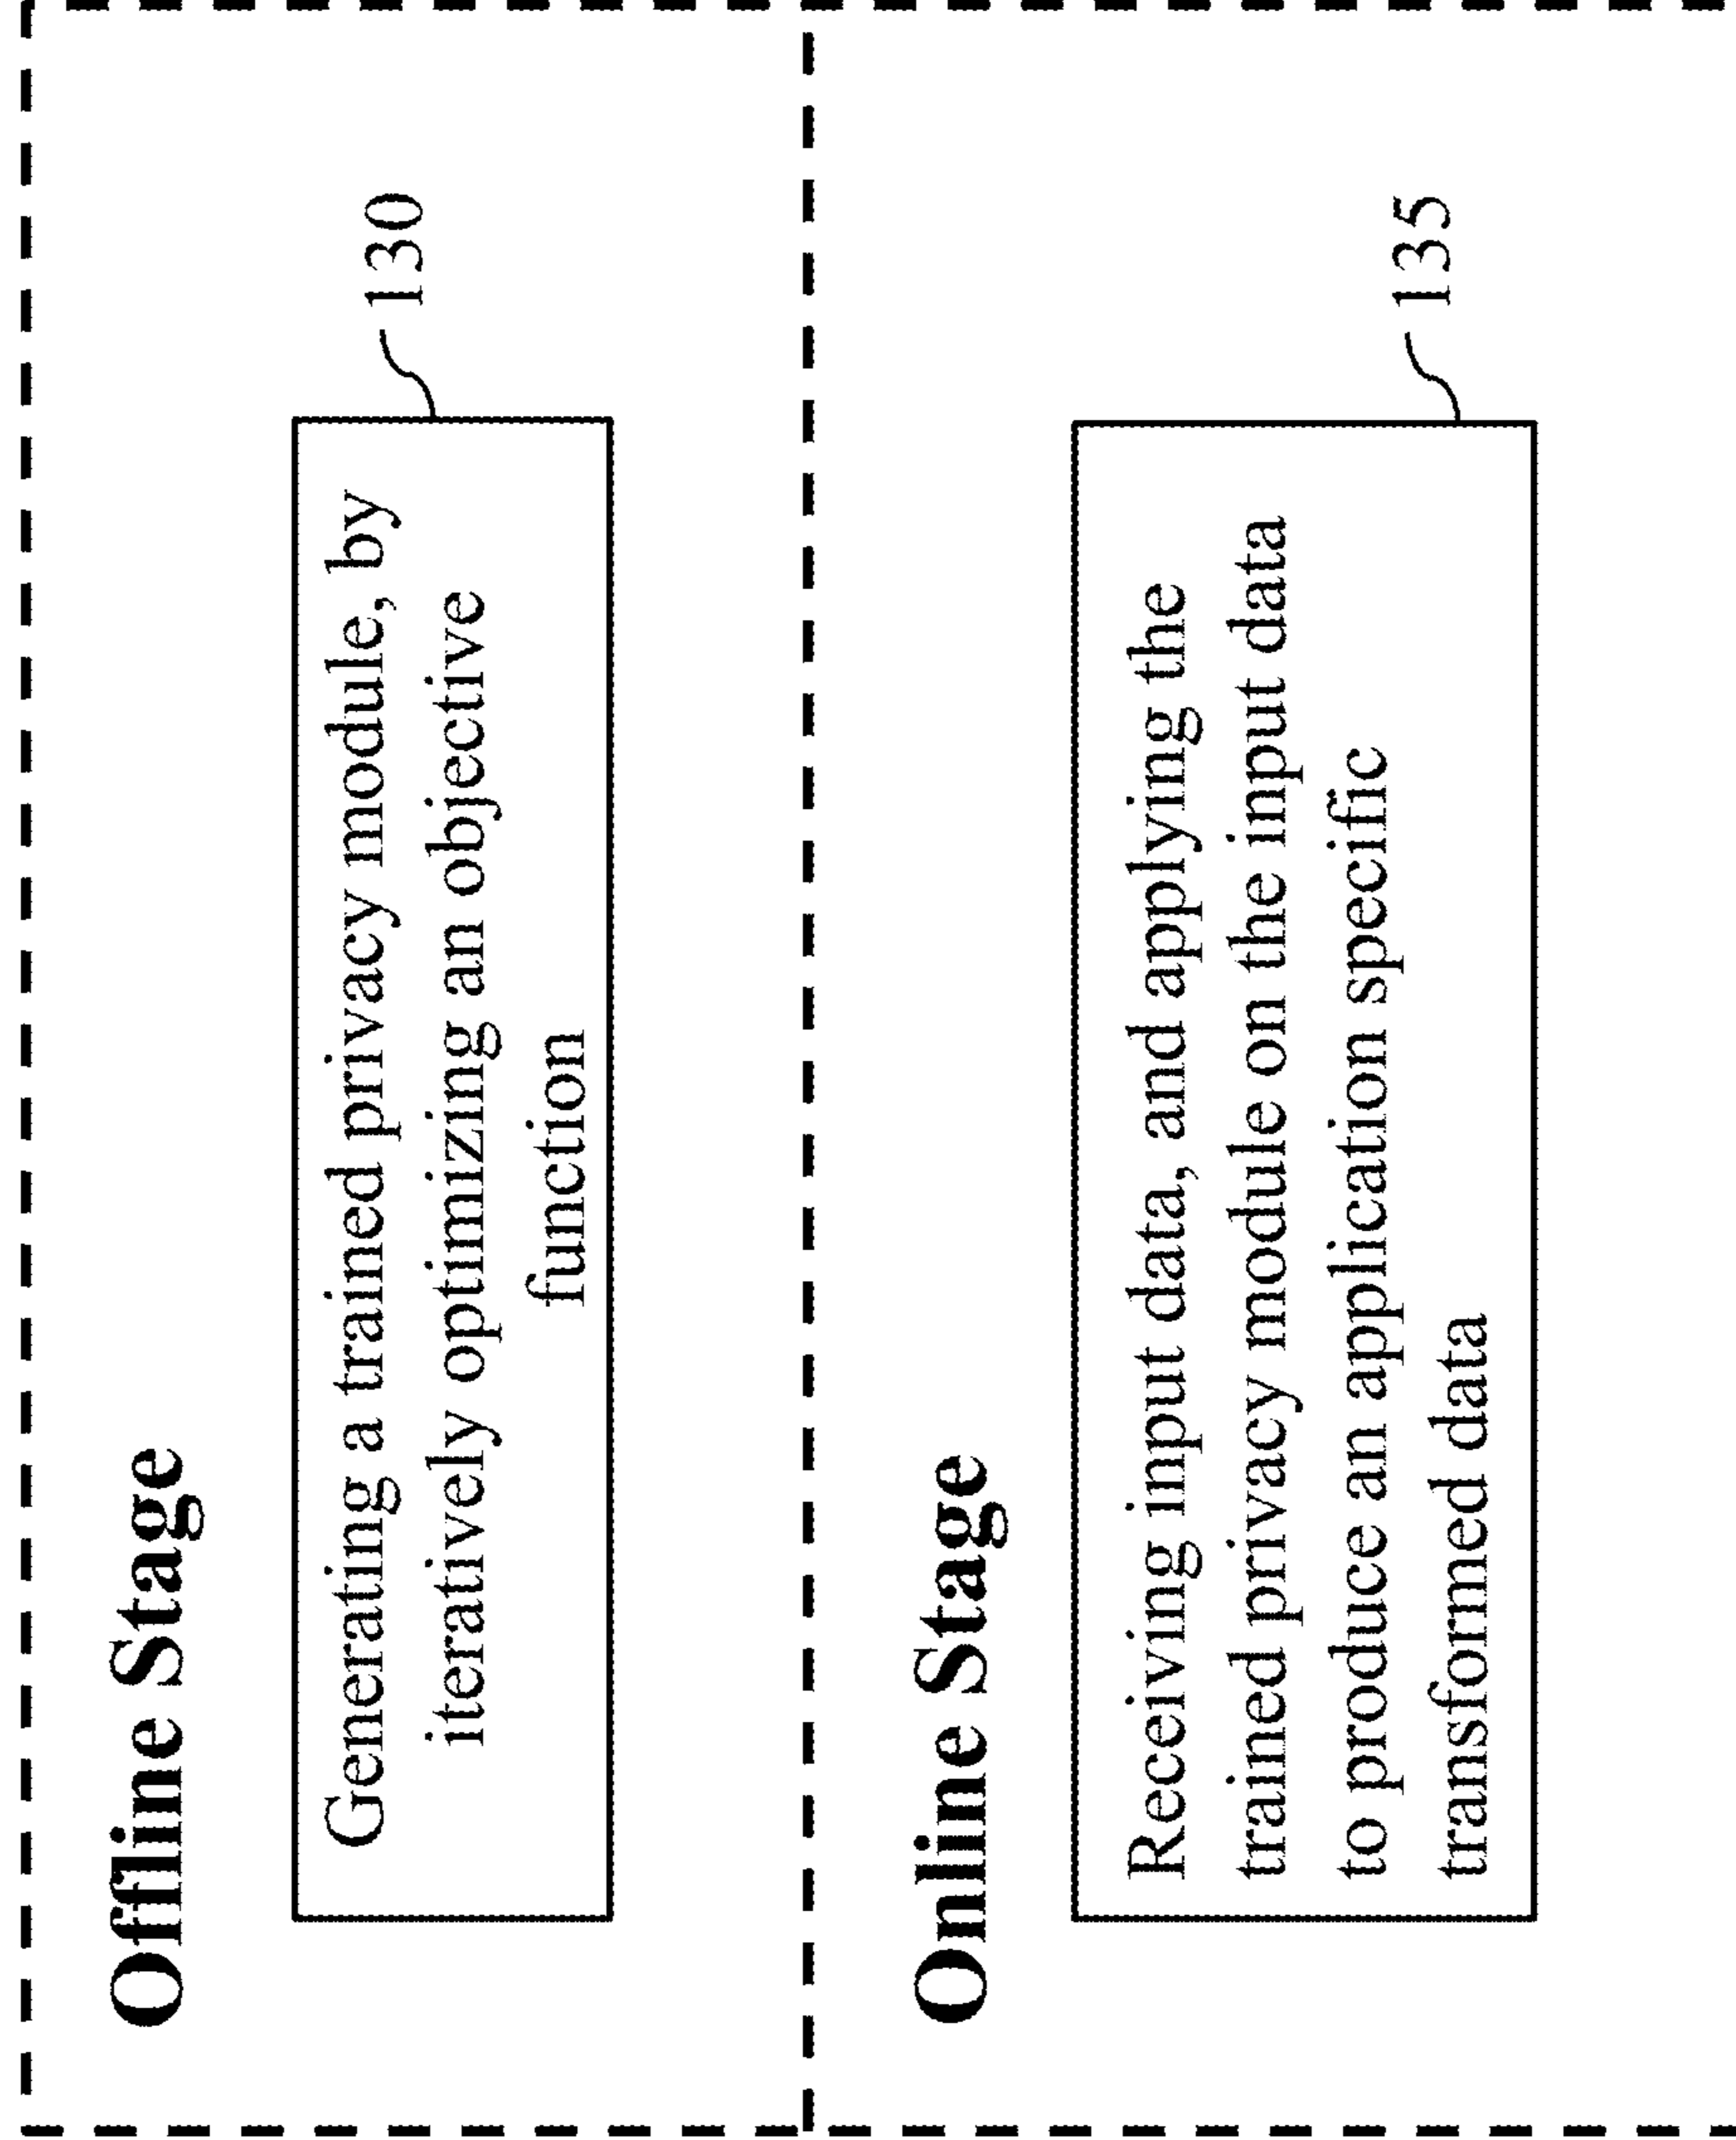 Offline Stage
Generating a trained privacy module, by
iteratively optimizing an objective
function
130
Online Stage
Receiving input data, and applying the
trained privacy module on the input data
to produce an application specific
transformed data
135